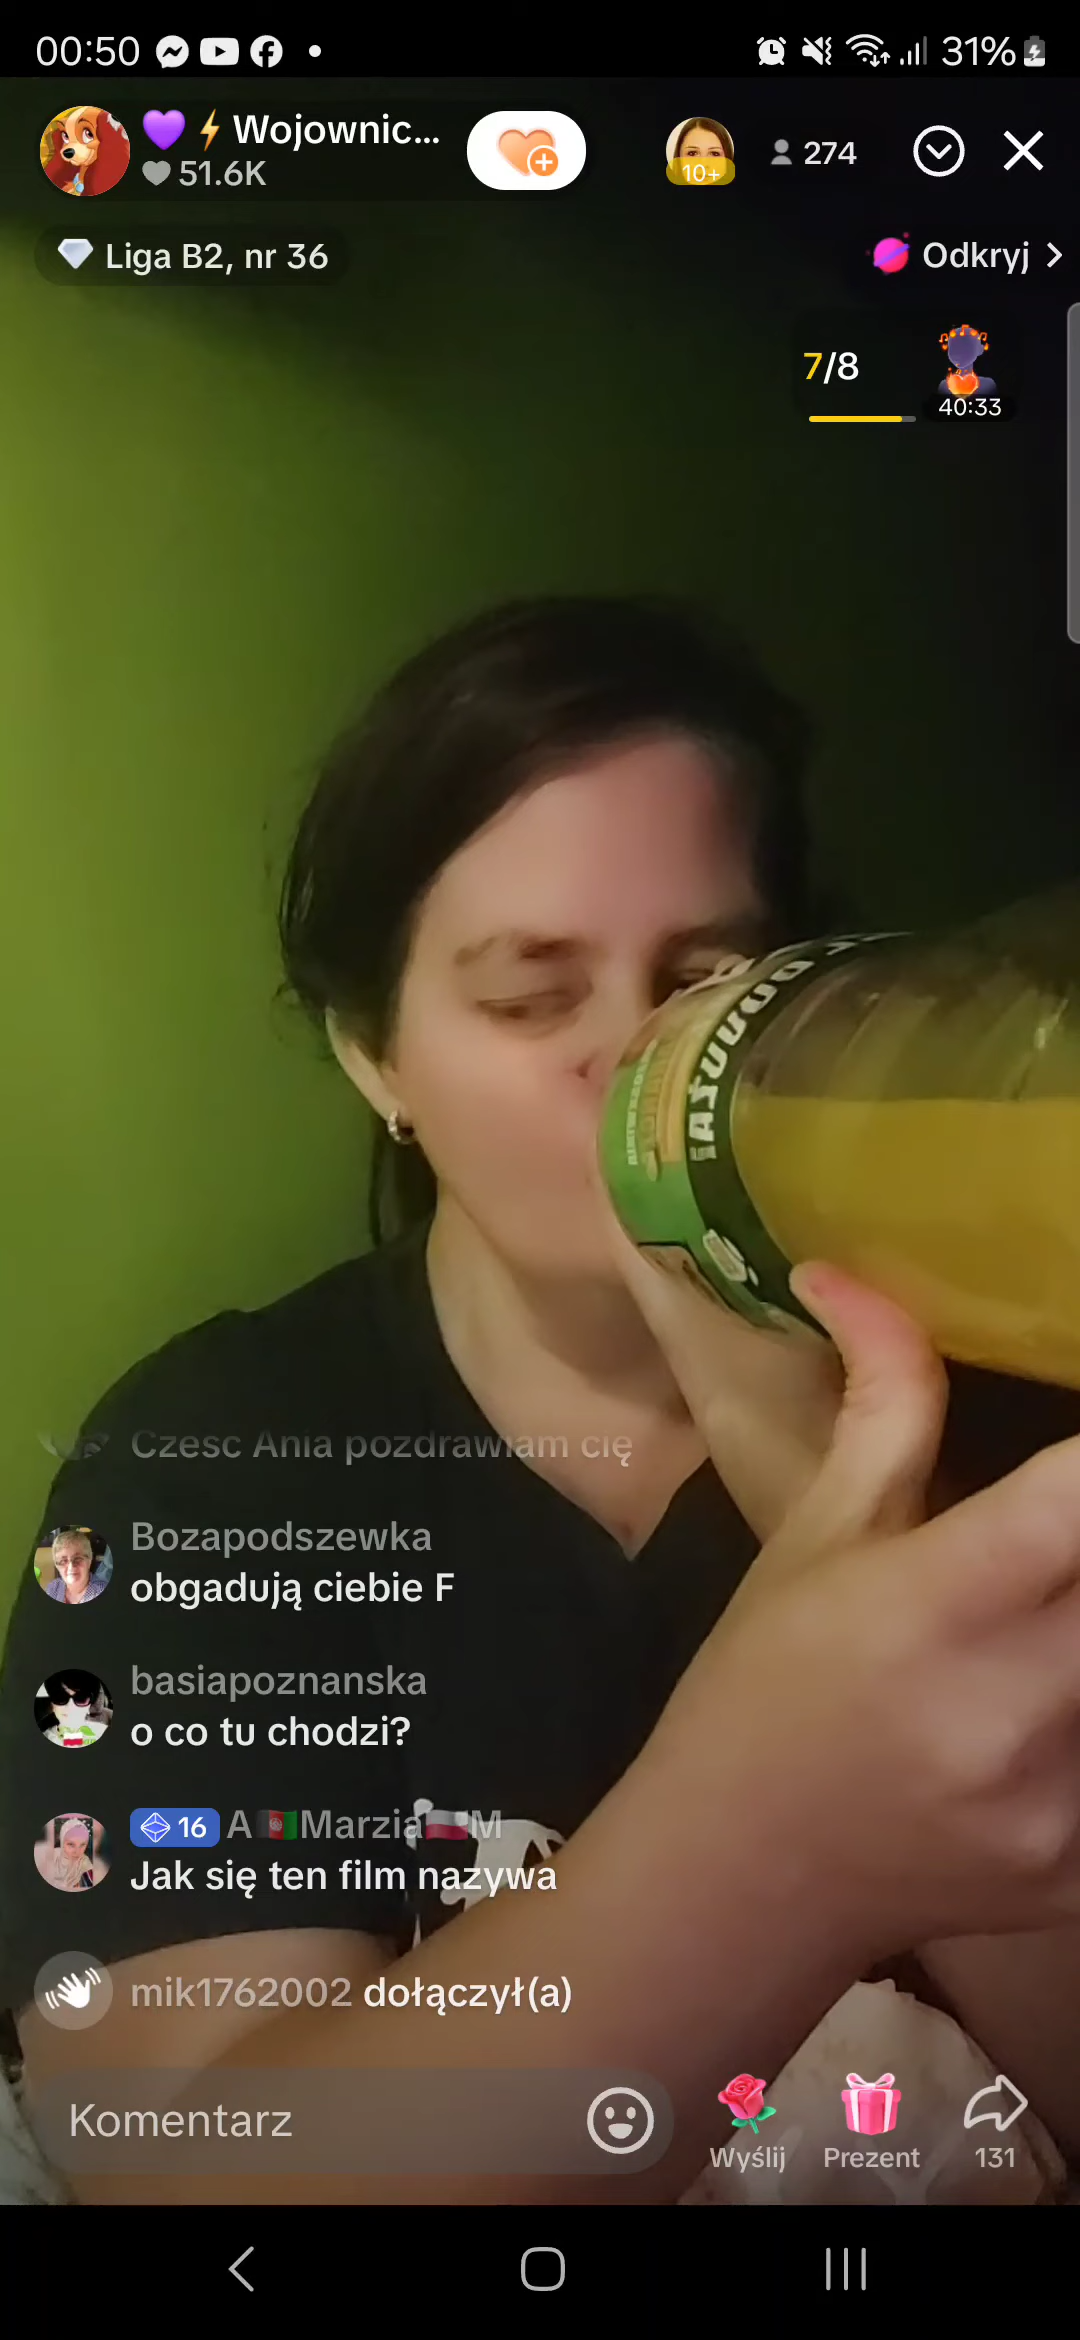 00:50
31%
💜⚡Wojownic...
51.6K
10+
274
Liga B2, nr 36
Odkryj
7/8
40:33
Czesc Ania pozdrawiam cię
Bozapodszewka
obgadują ciebie F
basiapoznanska
o co tu chodzi?
16 A🇦🇫Marzia🇵🇱M
Jak się ten film nazywa
mik1762002 dołączył(a)
Komentarz
Wyślij
Prezent
131